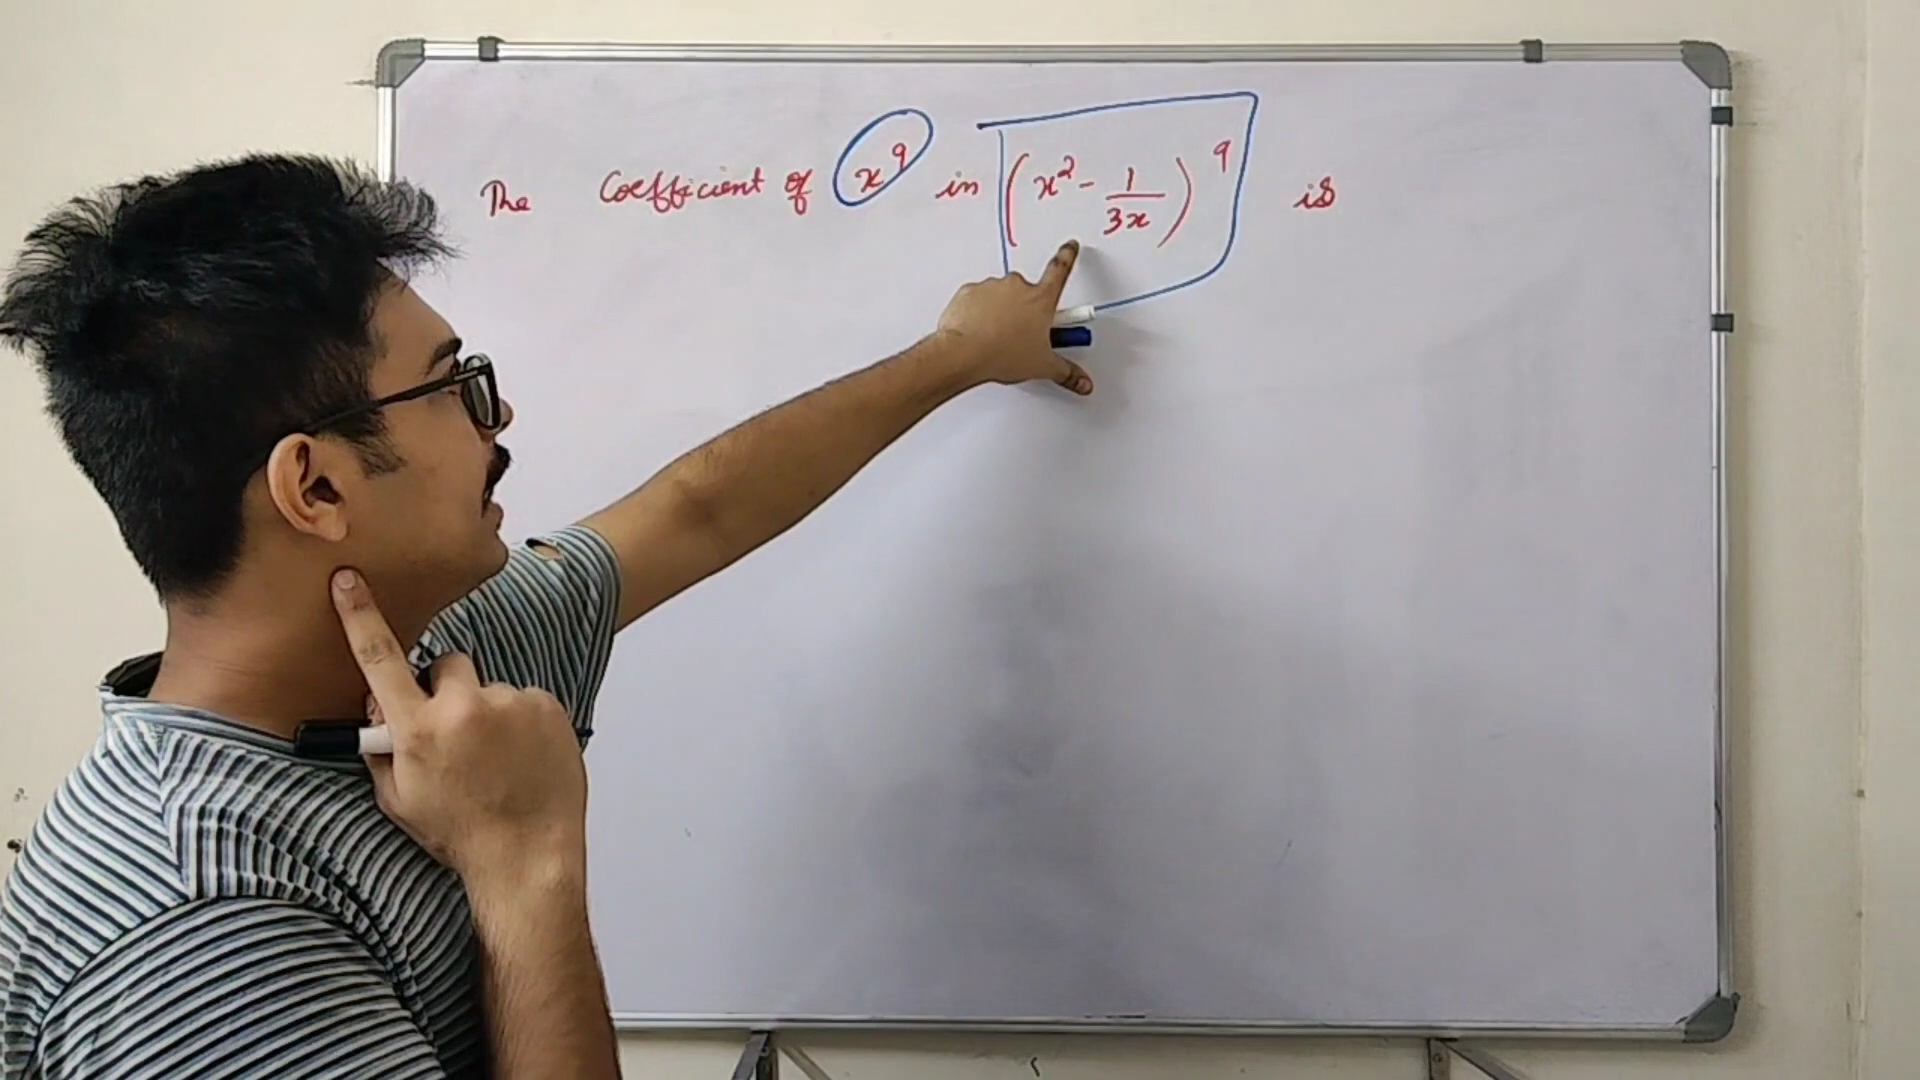 The Coefficient of x^9 in (x^2 - 1/3x)^9 is